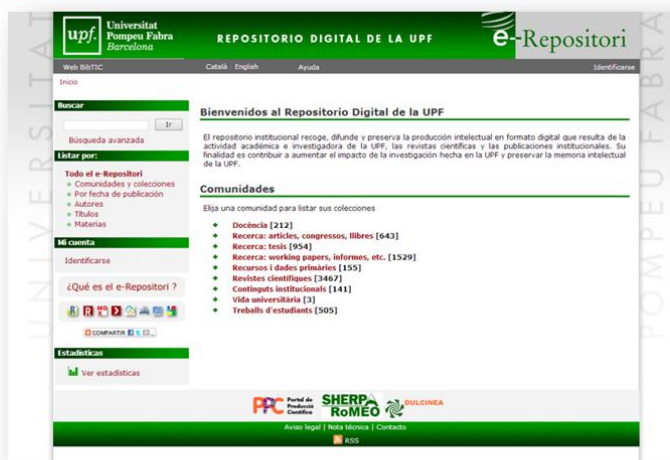 upf. Universitat
Pompeu Fabra
Barcelona
REPOSITORIO DIGITAL DE LA UPF
e-Repositori
Web BibTIC Català English Ayuda Identificarse
Inicio
Buscar
Ir
Búsqueda avanzada
Listar por:
Todo el e-Repositori
Comunidades y colecciones
Por fecha de publicación
Autores
Títulos
Materias
Mi cuenta
Identificarse
¿Qué es el e-Repositori ?
COMPARTIR
Estadísticas
Ver estadísticas
Bienvenidos al Repositorio Digital de la UPF
El repositorio institucional recoge, difunde y preserva la producción intelectual en formato digital que resulta de la
actividad académica e investigadora de la UPF, las revistas científicas y las publicaciones institucionales. Su
finalidad es contribuir a aumentar el impacto de la investigación hecha en la UPF y preservar la memoria intelectual
de la UPF.
Comunidades
Elija una comunidad para listar sus colecciones
Docència [212]
Recerca: articles, congressos, llibres [643]
Recerca: tesis [954]
Recerca: working papers, informes, etc. [1529]
Recursos i dades primàries [155]
Revistes científiques [3467]
Continguts institucionals [141]
Vida universitària [3]
Treballs d'estudiants [505]
PPC Portal de
Producció
Científica
SHERPA
RoMEO
DULCINEA
Aviso legal | Nota técnica | Contacto
RSS